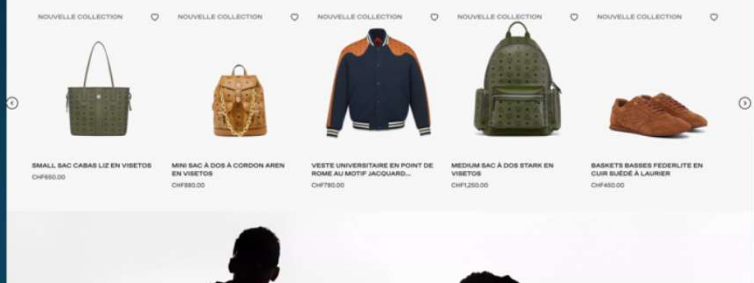 NOUVELLE COLLECTION
NOUVELLE COLLECTION
NOUVELLE COLLECTION
NOUVELLE COLLECTION
NOUVELLE COLLECTION
SMALL SAC CABAS LIZ EN VISETOS
CHF650.00
MINI SAC À DOS À CORDON AREN
EN VISETOS
CHF880.00
VESTE UNIVERSITAIRE EN POINT DE
ROME AU MOTIF JACQUARD...
CHF780.00
MEDIUM SAC À DOS STARK EN
VISETOS
CHF1,250.00
BASKETS BASSES FEDERLITE EN
CUIR SUÉDÉ À LAURIER
CHF450.00